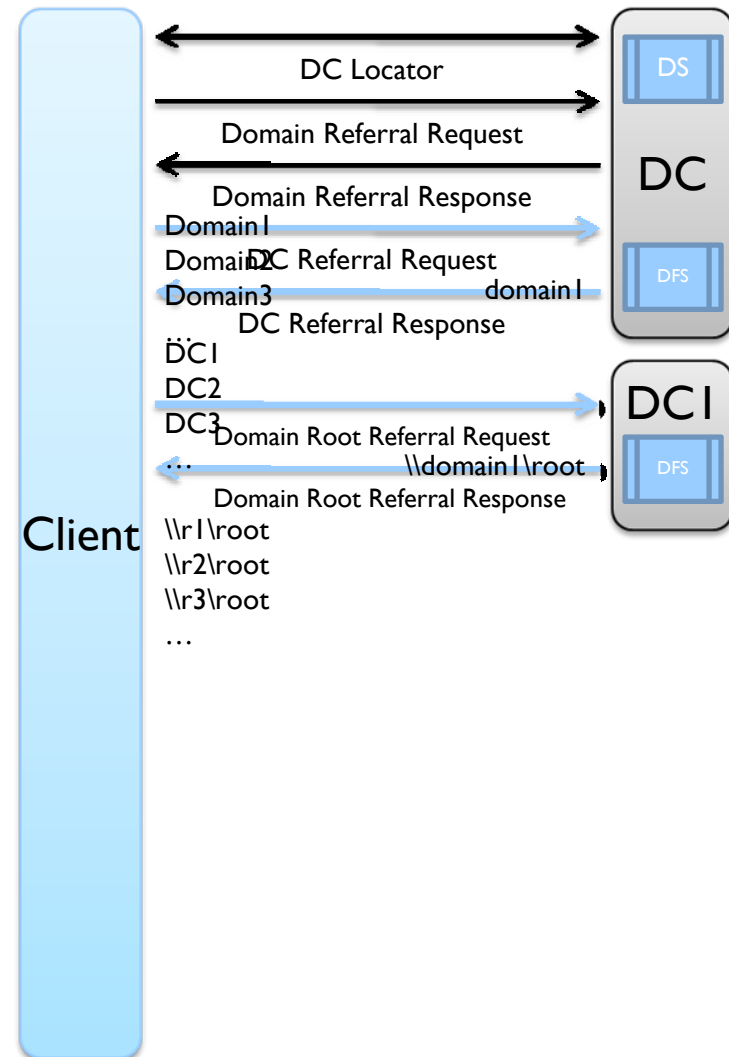 DC Locator
DS
Domain Referral Request
DC
Domain Referral Response
Domain1
Domain2
DC Referral Request
DFS
Domain3
domain1
…
DC Referral Response
DC1
DC2
DC3
DC1
Domain Root Referral Request
…
\\domain1\root
DFS
Domain Root Referral Response
Client
\\r1\root
\\r2\root
\\r3\root
…